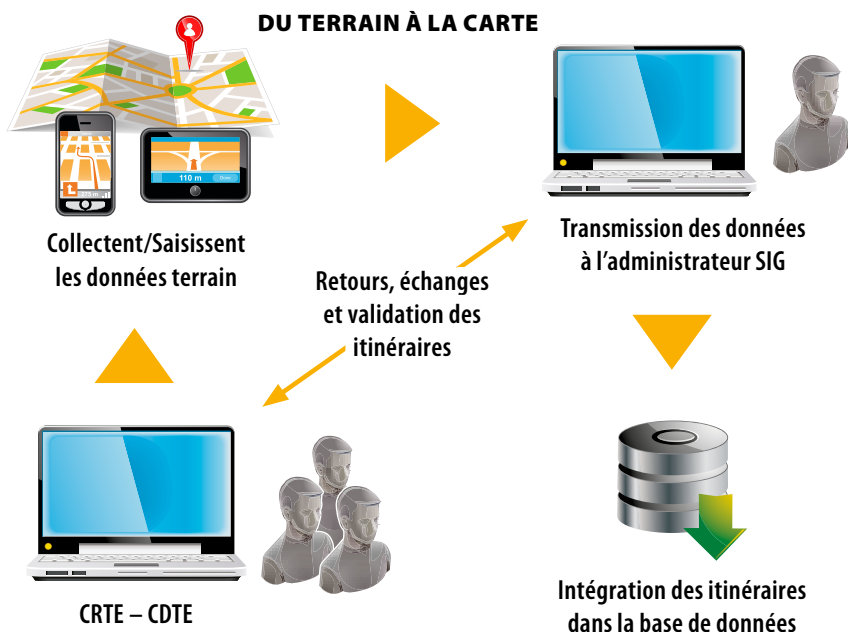 DU TERRAIN À LA CARTE
110 m
Collectent/Saisissent
les données terrain
Transmission des données
à l’administrateur SIG
Retours, échanges
et validation des
itinéraires
CRTE – CDTE
Intégration des itinéraires
dans la base de données